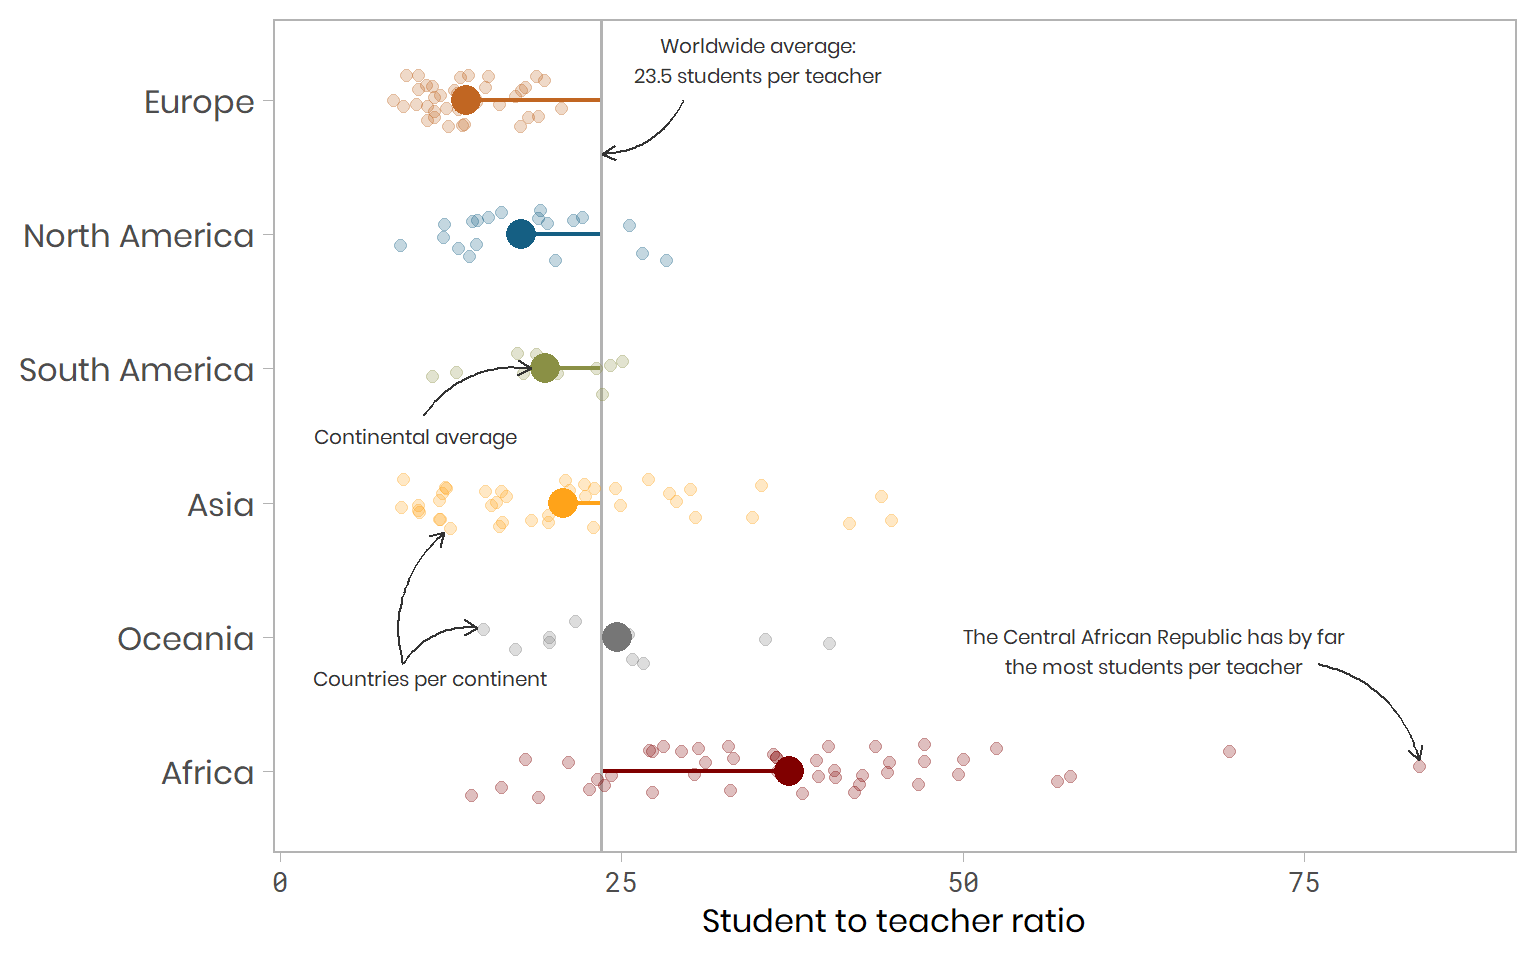 Worldwide average:
23.5 students per teacher
Europe
North America
South America
Continental average
Asia
Oceania
Countries per continent
The Central African Republic has by far
the most students per teacher
Africa
0 25 50 75
Student to teacher ratio